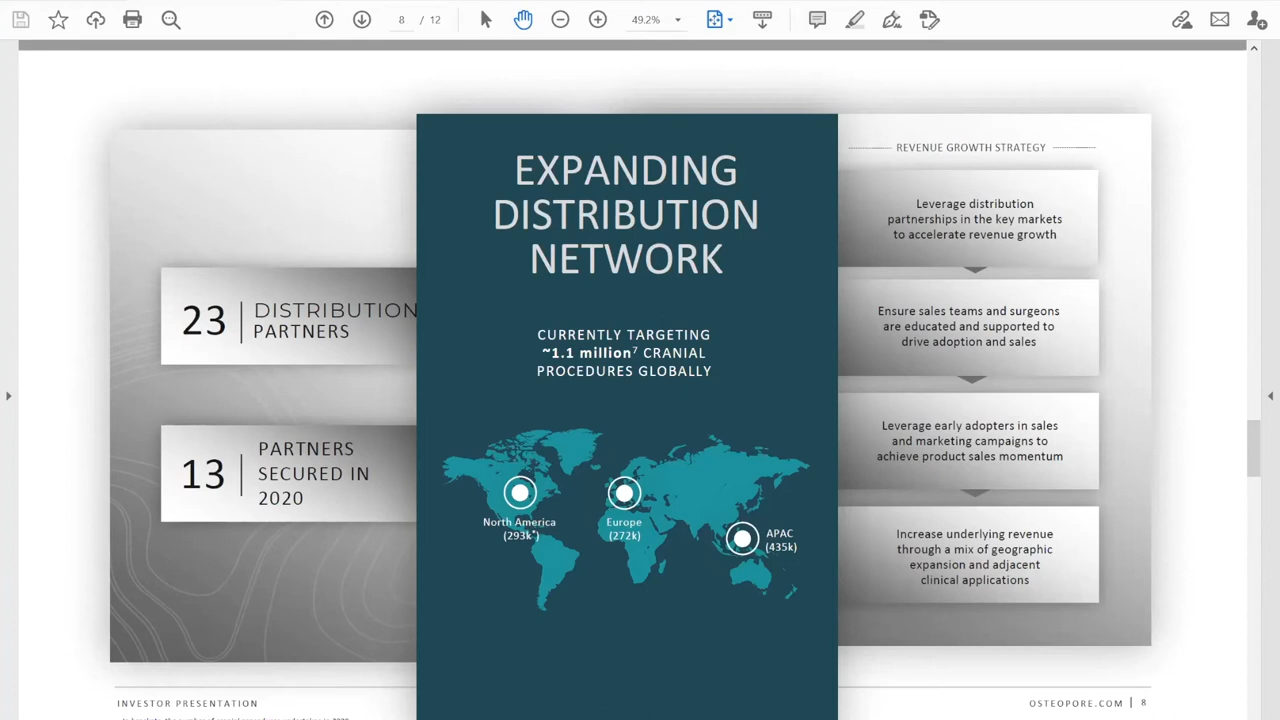 8 / 12
49.2%
23
DISTRIBUTION
PARTNERS
13
PARTNERS
SECURED IN
2020
EXPANDING
DISTRIBUTION
NETWORK
CURRENTLY TARGETING
~1.1 million⁷ CRANIAL
PROCEDURES GLOBALLY
North America
(293k*)
Europe
(272k)
APAC
(435k)
REVENUE GROWTH STRATEGY
Leverage distribution
partnerships in the key markets
to accelerate revenue growth
Ensure sales teams and surgeons
are educated and supported to
drive adoption and sales
Leverage early adopters in sales
and marketing campaigns to
achieve product sales momentum
Increase underlying revenue
through a mix of geographic
expansion and adjacent
clinical applications
INVESTOR PRESENTATION
OSTEOPORE.COM | 8